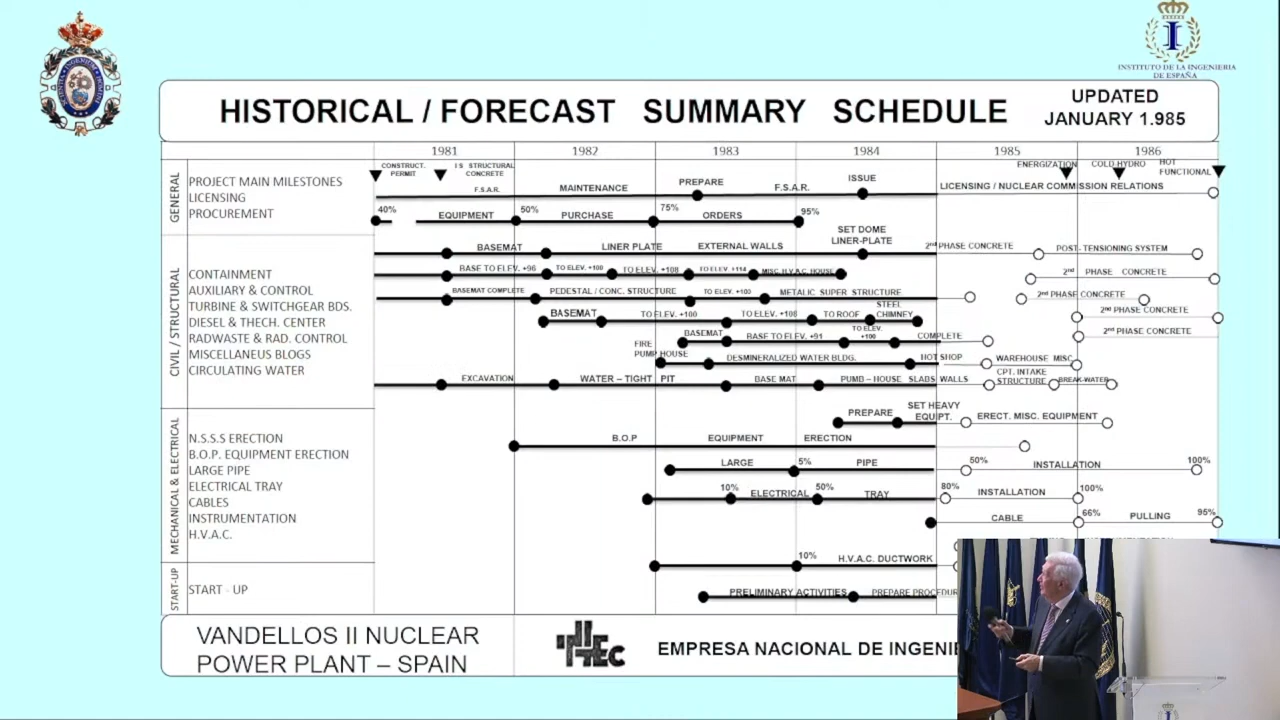 INSTITUTO DE LA INGENIERIA
DE ESPAÑA
HISTORICAL / FORECAST SUMMARY SCHEDULE
UPDATED
JANUARY 1.985
1981 1982 1983 1984 1985 1986
GENERAL
PROJECT MAIN MILESTONES
LICENSING
PROCUREMENT
CONSTRUCT.
PERMIT
STRUCTURAL
CONCRETE
ENERGIZATION
COLD-HYDRO
HOT
FUNCTIONAL
F.S.A.R. MAINTENANCE PREPARE F.S.A.R. ISSUE LICENSING / NUCLEAR COMMISSION RELATIONS
40% EQUIPMENT 50% PURCHASE 75% ORDERS 95%
CIVIL / STRUCTURAL
CONTAINMENT
AUXILIARY & CONTROL
TURBINE & SWITCHGEAR BDS.
DIESEL & THECH. CENTER
RADWASTE & RAD. CONTROL
MISCELLANEUS BLOGS
CIRCULATING WATER
SET DOME
LINER-PLATE
BASEMAT LINER PLATE EXTERNAL WALLS 2nd PHASE CONCRETE POST-TENSIONING SYSTEM
BASE TO ELEV. +96 TO ELEV. +100 TO ELEV. +108 TO ELEV. +114 MISC. H.V.A.C. HOUSE 2nd PHASE CONCRETE
BASEMAT COMPLETE PEDESTAL / CONC. STRUCTURE TO ELEV. +100 METALIC SUPER STRUCTURE 2nd PHASE CONCRETE
STEEL
CHIMNEY
BASEMAT TO ELEV. +100 TO ELEV. +108 TO ROOF 2nd PHASE CONCRETE
BASEMAT BASE TO ELEV. +91 TO ELEV.
+100 COMPLETE 2nd PHASE CONCRETE
FIRE
PUMP HOUSE DESMINERALIZED WATER BLDG. HOT SHOP WAREHOUSE MISC
EXCAVATION WATER – TIGHT PIT BASE MAT PUMB – HOUSE SLABS WALLS CPT. INTAKE
STRUCTURE BREAK-WATER
MECHANICAL & ELECTRICAL
N.S.S.S ERECTION
B.O.P. EQUIPMENT ERECTION
LARGE PIPE
ELECTRICAL TRAY
CABLES
INSTRUMENTATION
H.V.A.C.
PREPARE SET HEAVY
EQUIPT. ERECT. MISC. EQUIPMENT
B.O.P EQUIPMENT ERECTION
LARGE 5% PIPE 50% INSTALLATION 100%
10% ELECTRICAL 50% TRAY 80% INSTALLATION 100%
CABLE 66% PULLING 95%
10% H.V.A.C. DUCTWORK
START-UP
START - UP
PRELIMINARY ACTIVITIES PREPARE PROCEDUR
VANDELLOS II NUCLEAR
POWER PLANT – SPAIN
EMPRESA NACIONAL DE INGENIE